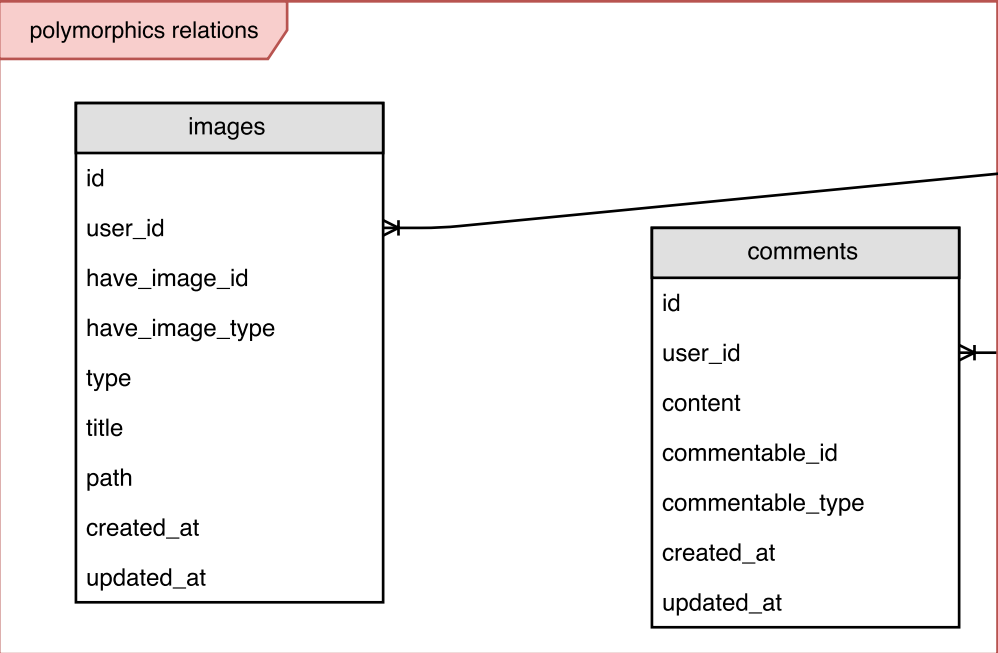 polymorphics relations
images
id
user_id
have_image_id
have_image_type
type
title
path
created_at
updated_at
comments
id
user_id
content
commentable_id
commentable_type
created_at
updated_at